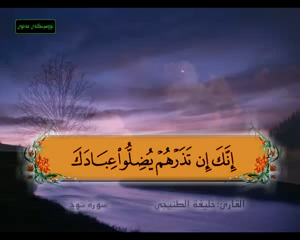 إِنَّكَ إِن تَذَرْهُمْ يُضِلُّوا۟ عِبَادَكَ
القارئ: خليفة الطنيجي
سورة نوح